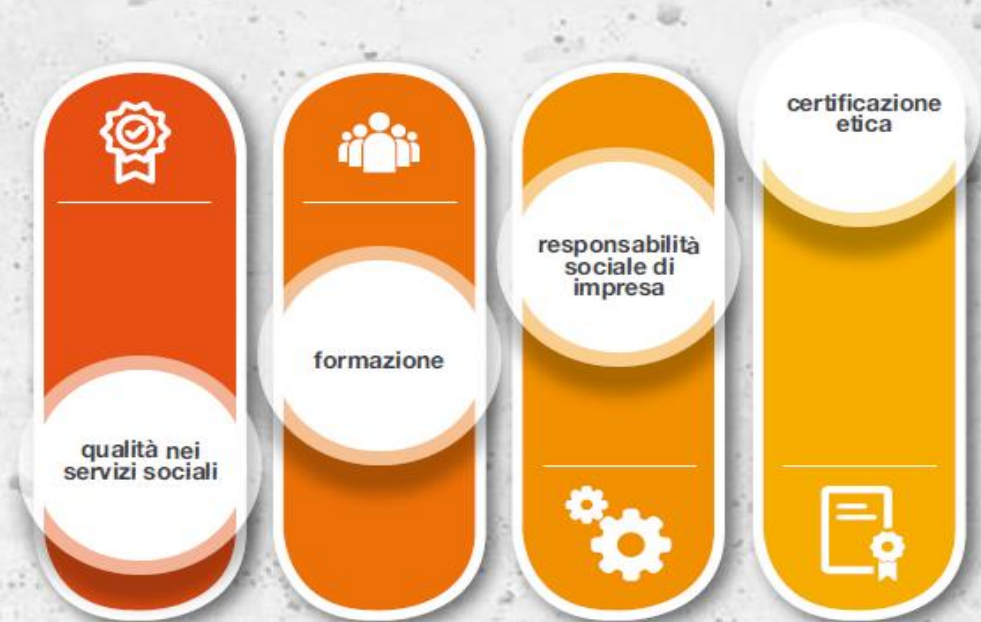 qualità nei
servizi sociali
formazione
responsabilità
sociale di
impresa
certificazione
etica